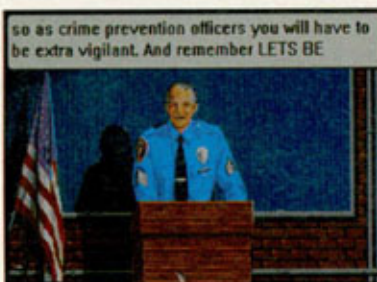 so as crime prevention officers you will have to
be extra vigilant. And remember LETS BE